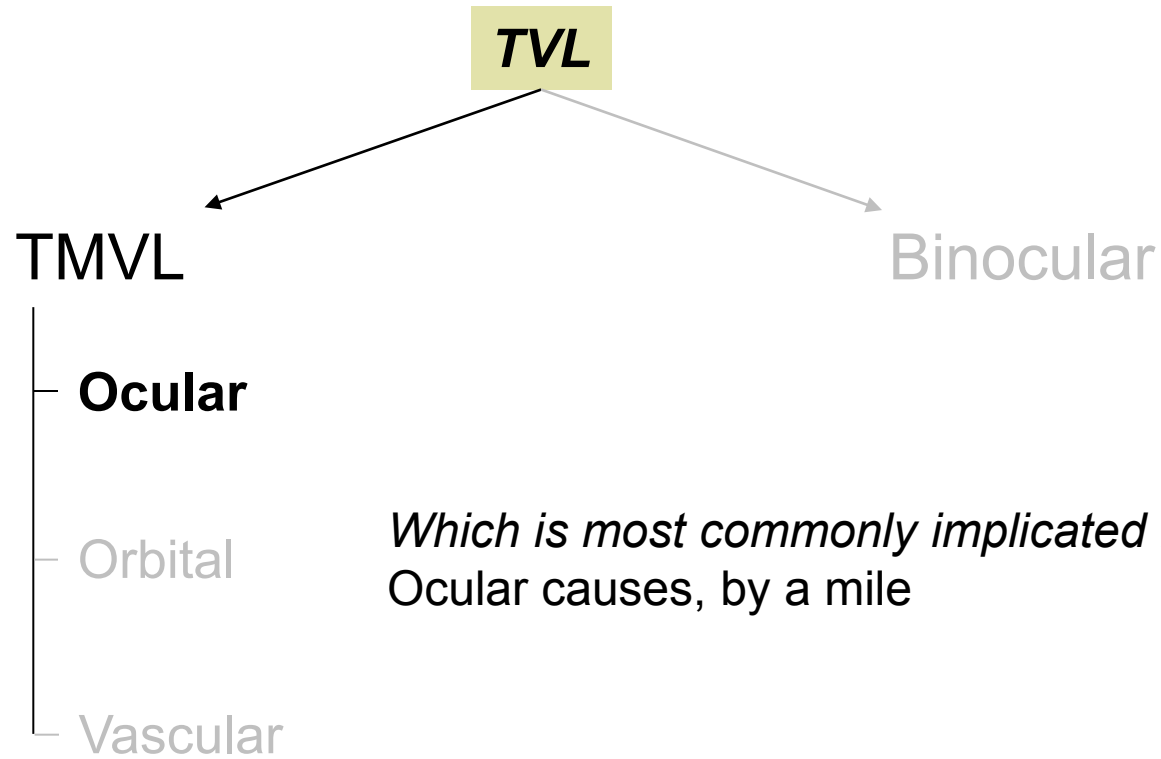 TVL
TMVL
Binocular
Ocular
Orbital
Which is most commonly implicated
Ocular causes, by a mile
Vascular